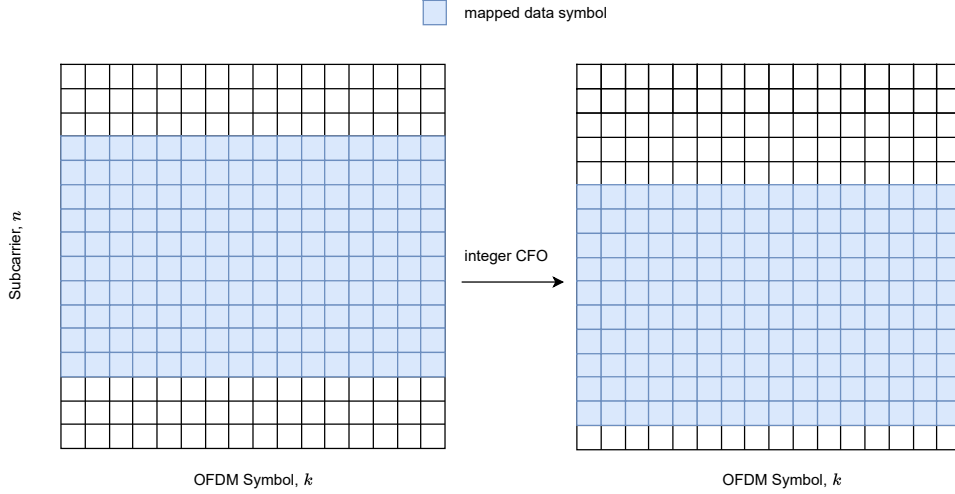 mapped data symbol
Subcarrier, n
integer CFO
OFDM Symbol, k
OFDM Symbol, k